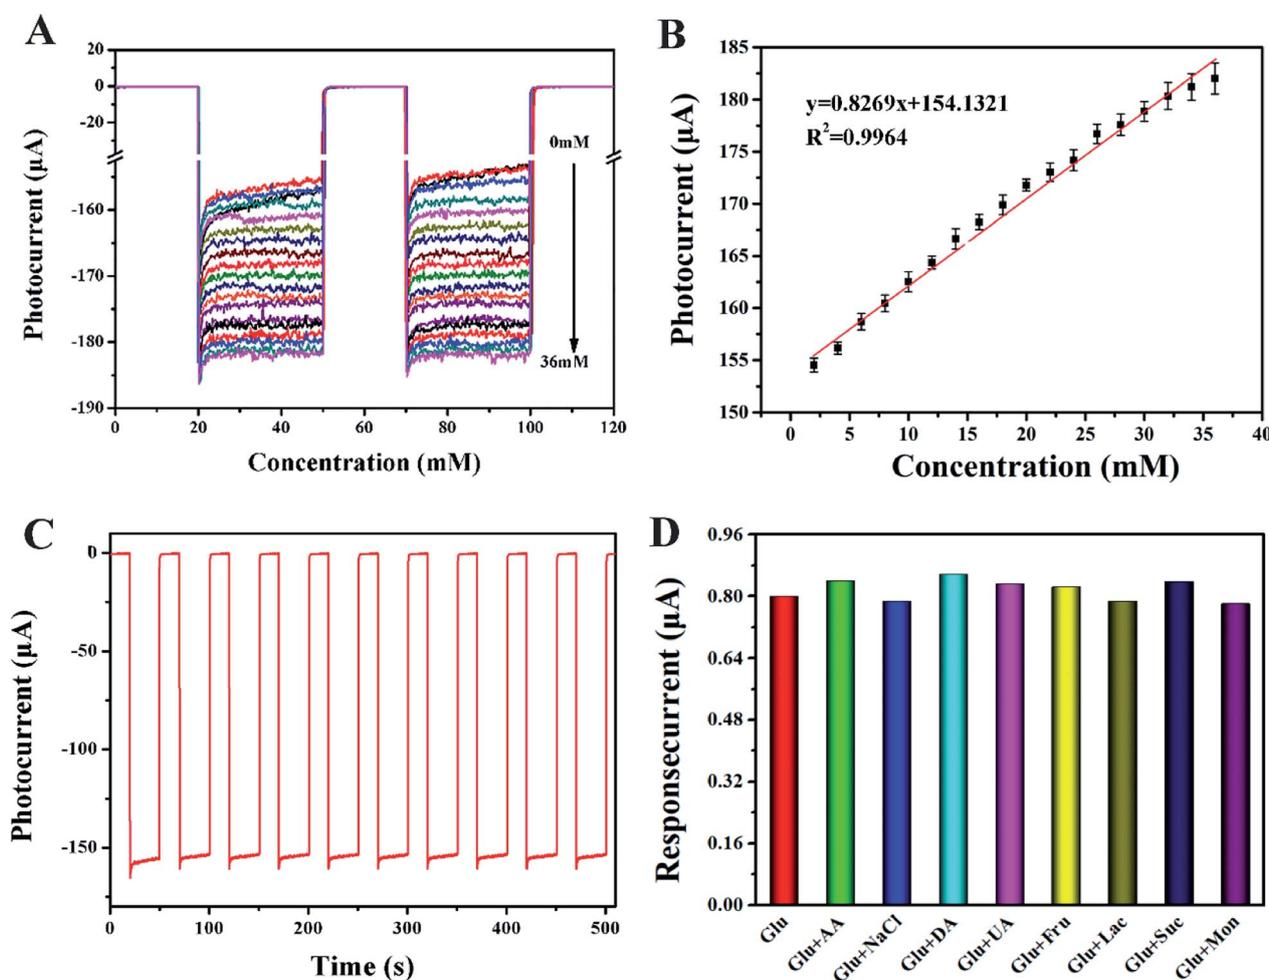 A
20
0
-20
-160
-170
-180
-190
Photocurrent (μA)
0mM
36mM
0 20 40 60 80 100 120
Concentration (mM)
B
185
180
175
170
165
160
155
150
Photocurrent (μA)
y=0.8269x+154.1321
R²=0.9964
0 5 10 15 20 25 30 35 40
Concentration (mM)
C
0
-50
-100
-150
Photocurrent (μA)
0 100 200 300 400 500
Time (s)
D
0.96
0.80
0.64
0.48
0.32
0.16
0.00
Responsecurrent (μA)
Glu Glu+AA Glu+NaCl Glu+DA Glu+UA Glu+Fru Glu+Lac Glu+Suc Glu+Mon